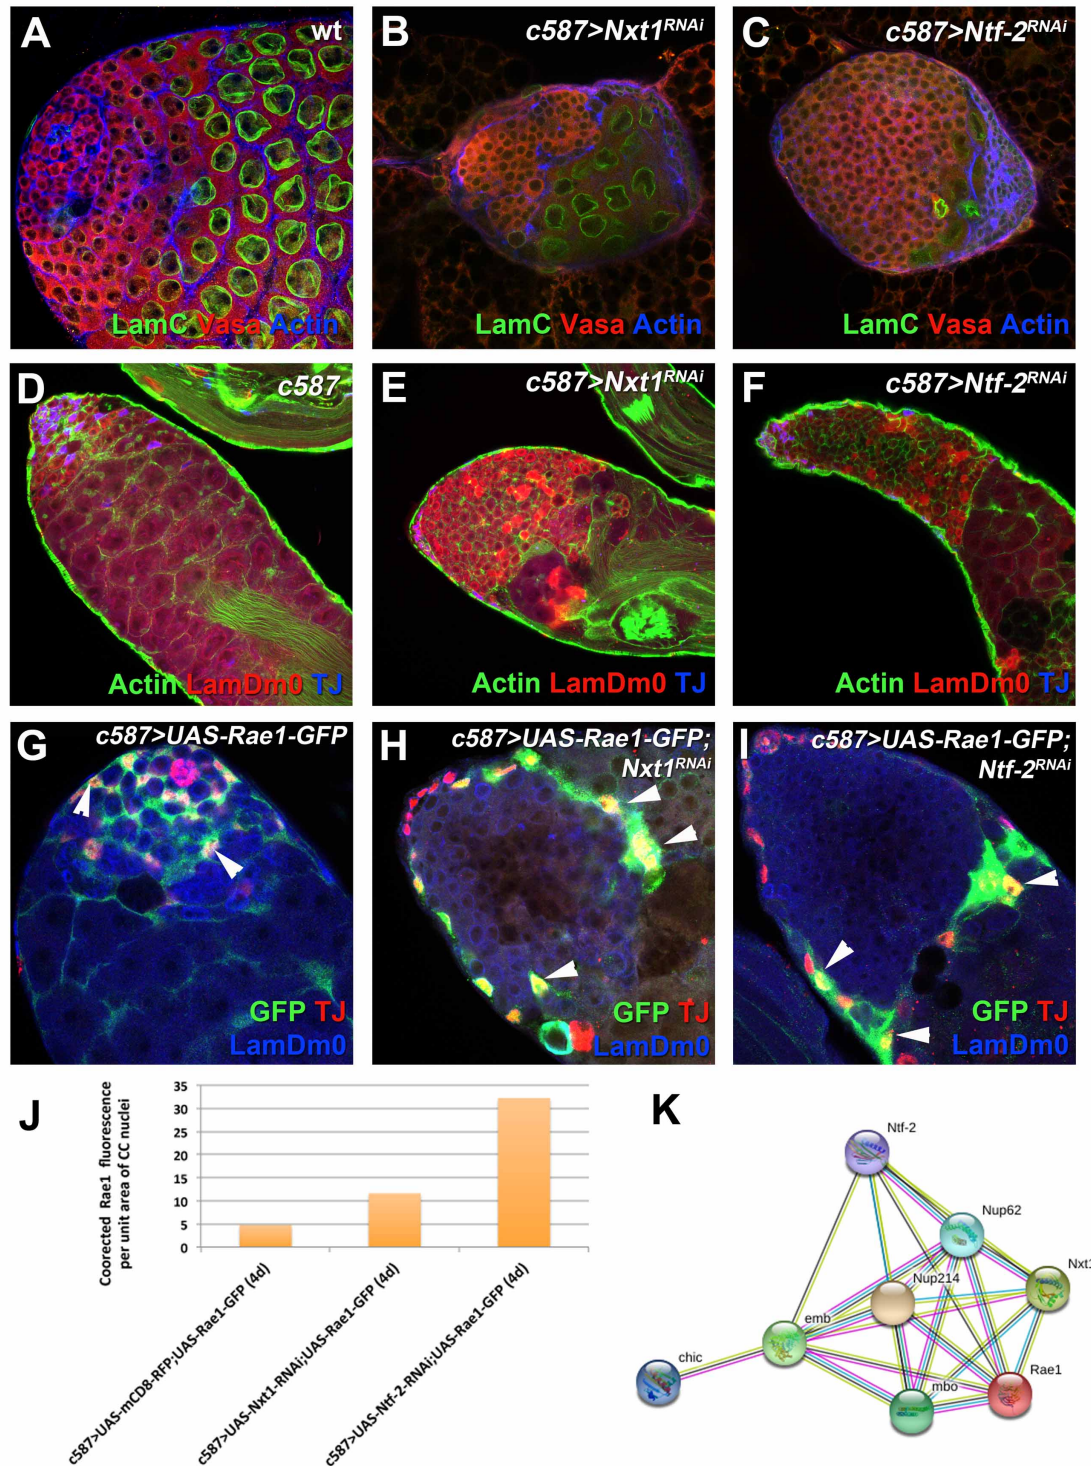 A
wt
LamC Vasa Actin
B
c587>Nxt1RNAi
LamC Vasa Actin
C
c587>Ntf-2RNAi
LamC Vasa Actin
D
c587
Actin LamDm0 TJ
E
c587>Nxt1RNAi
Actin LamDm0 TJ
F
c587>Ntf-2RNAi
Actin LamDm0 TJ
G
c587>UAS-Rae1-GFP
GFP TJ
LamDm0
H
c587>UAS-Rae1-GFP;
Nxt1RNAi
GFP TJ
LamDm0
I
c587>UAS-Rae1-GFP;
Ntf-2RNAi
GFP TJ
LamDm0
J
Coorected Rae1 fluorescence
per unit area of CC nuclei
35
30
25
20
15
10
5
0
c587>UAS-mCD8-RFP;UAS-Rae1-GFP (4d)
c587>UAS-Nxt1-RNAi;UAS-Rae1-GFP (4d)
c587>UAS-Ntf-2-RNAi;UAS-Rae1-GFP (4d)
K
Ntf-2
Nup62
Nxt1
Nup214
emb
chic
mbo
Rae1